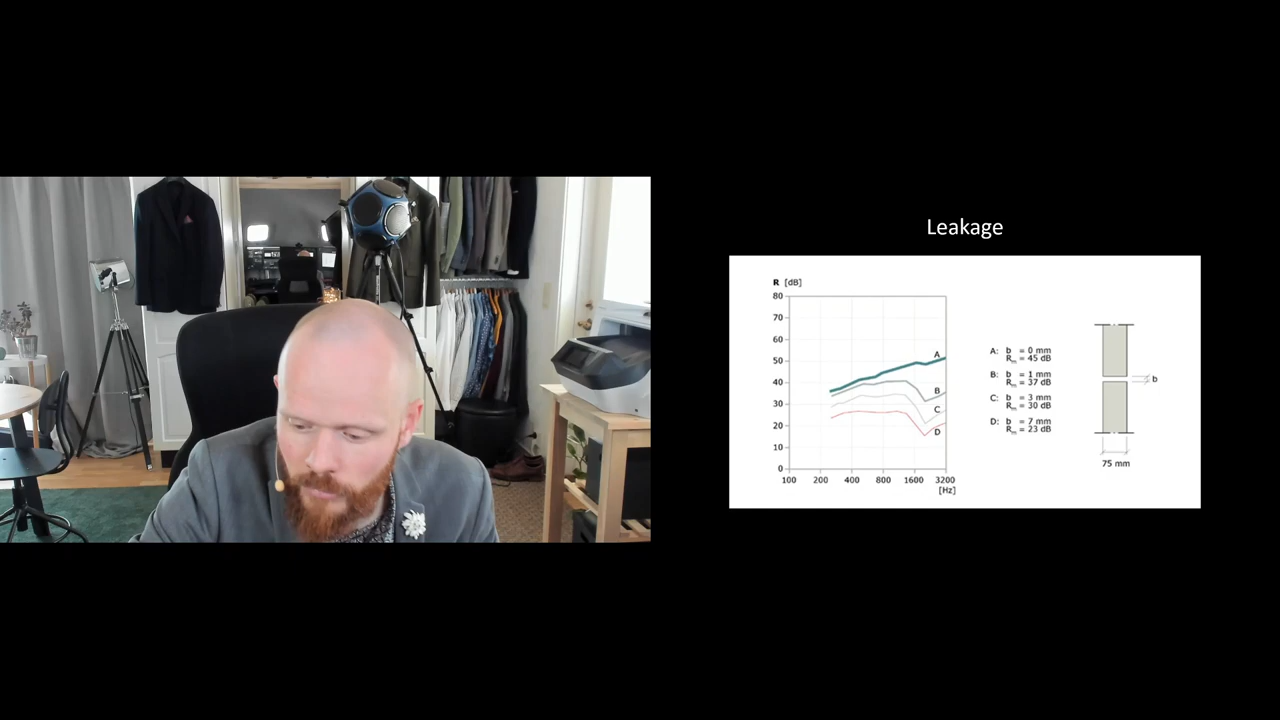 Leakage
R [dB]
80
70
60
50
40
30
20
10
0
100 200 400 800 1600 3200
[Hz]
A
B
C
D
A: b = 0 mm
Rm = 45 dB
B: b = 1 mm
Rm = 37 dB
C: b = 3 mm
Rm = 30 dB
D: b = 7 mm
Rm = 23 dB
b
75 mm